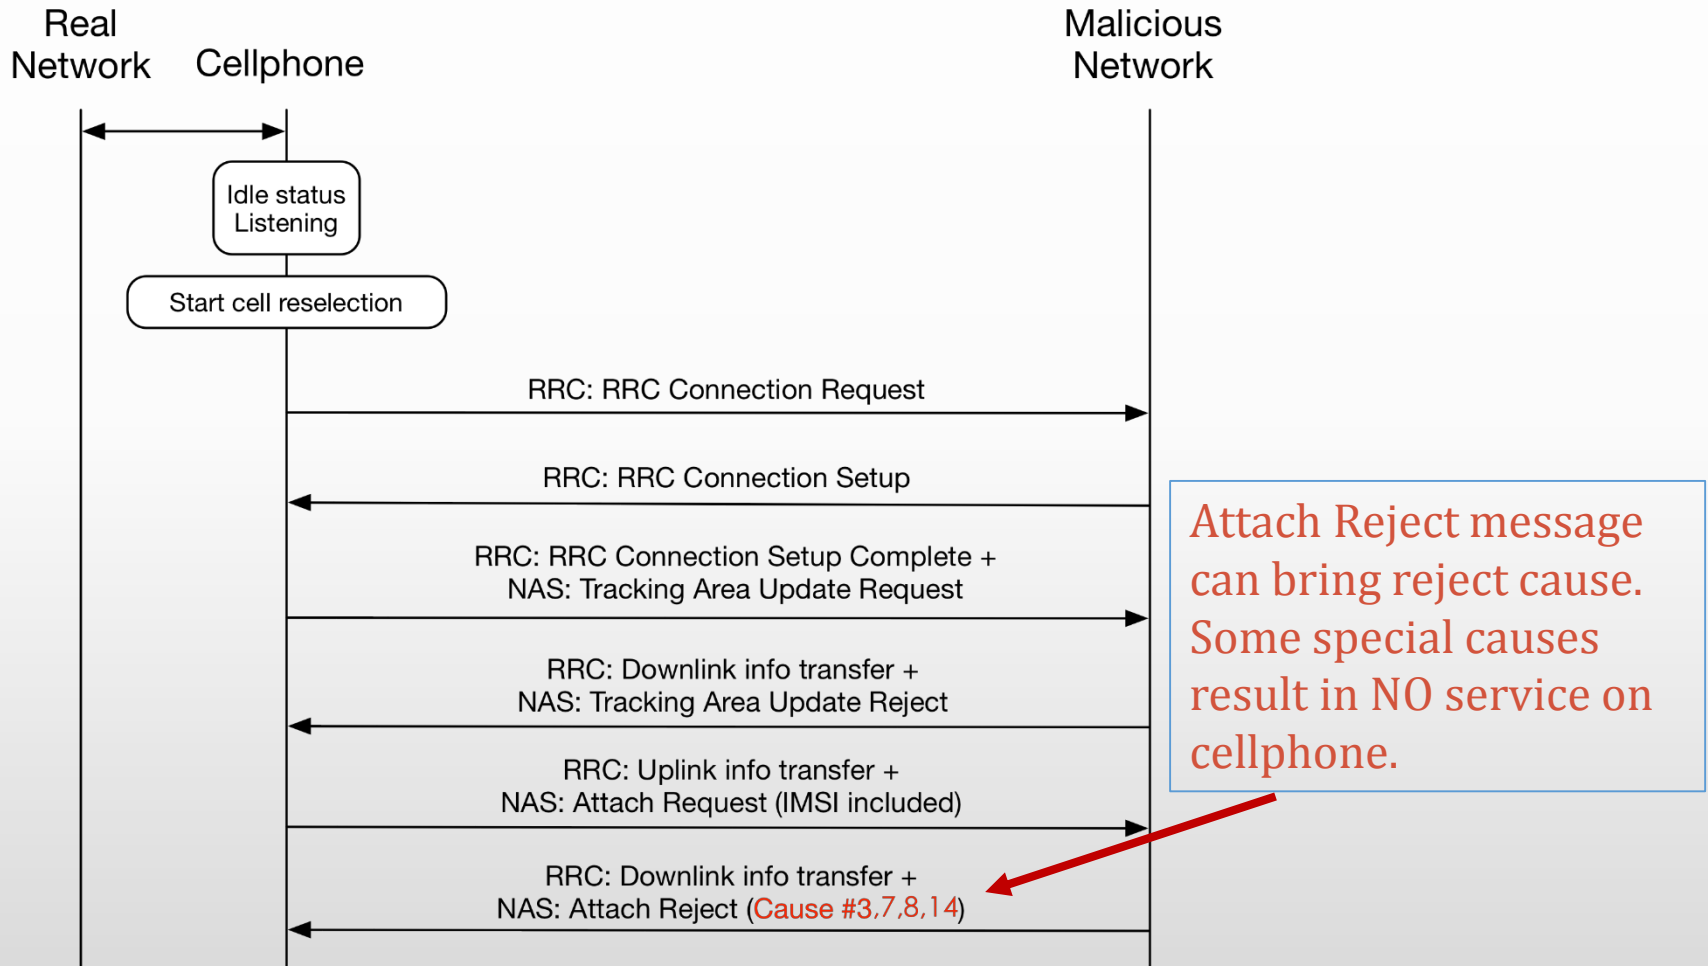 Real
Network
Cellphone
Malicious
Network
Idle status
Listening
Start cell reselection
RRC: RRC Connection Request
RRC: RRC Connection Setup
RRC: RRC Connection Setup Complete +
NAS: Tracking Area Update Request
RRC: Downlink info transfer +
NAS: Tracking Area Update Reject
RRC: Uplink info transfer +
NAS: Attach Request (IMSI included)
RRC: Downlink info transfer +
NAS: Attach Reject (Cause #3,7,8,14)
Attach Reject message
can bring reject cause.
Some special causes
result in NO service on
cellphone.